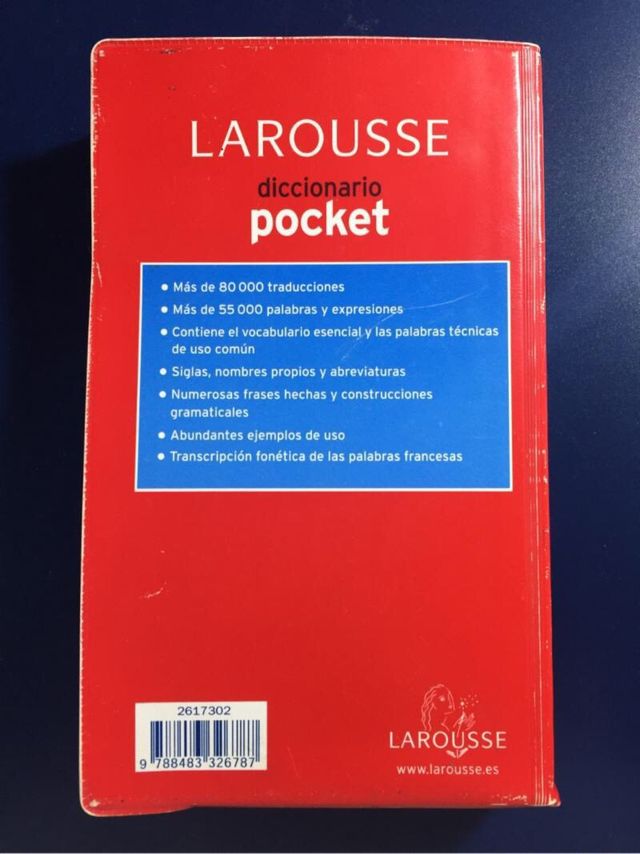 LAROUSSE
diccionario
pocket
• Más de 80 000 traducciones
• Más de 55 000 palabras y expresiones
• Contiene el vocabulario esencial y las palabras técnicas
de uso común
• Siglas, nombres propios y abreviaturas
• Numerosas frases hechas y construcciones
gramaticales
• Abundantes ejemplos de uso
• Transcripción fonética de las palabras francesas
2617302
9 788483 326787
LAROUSSE
www.larousse.es